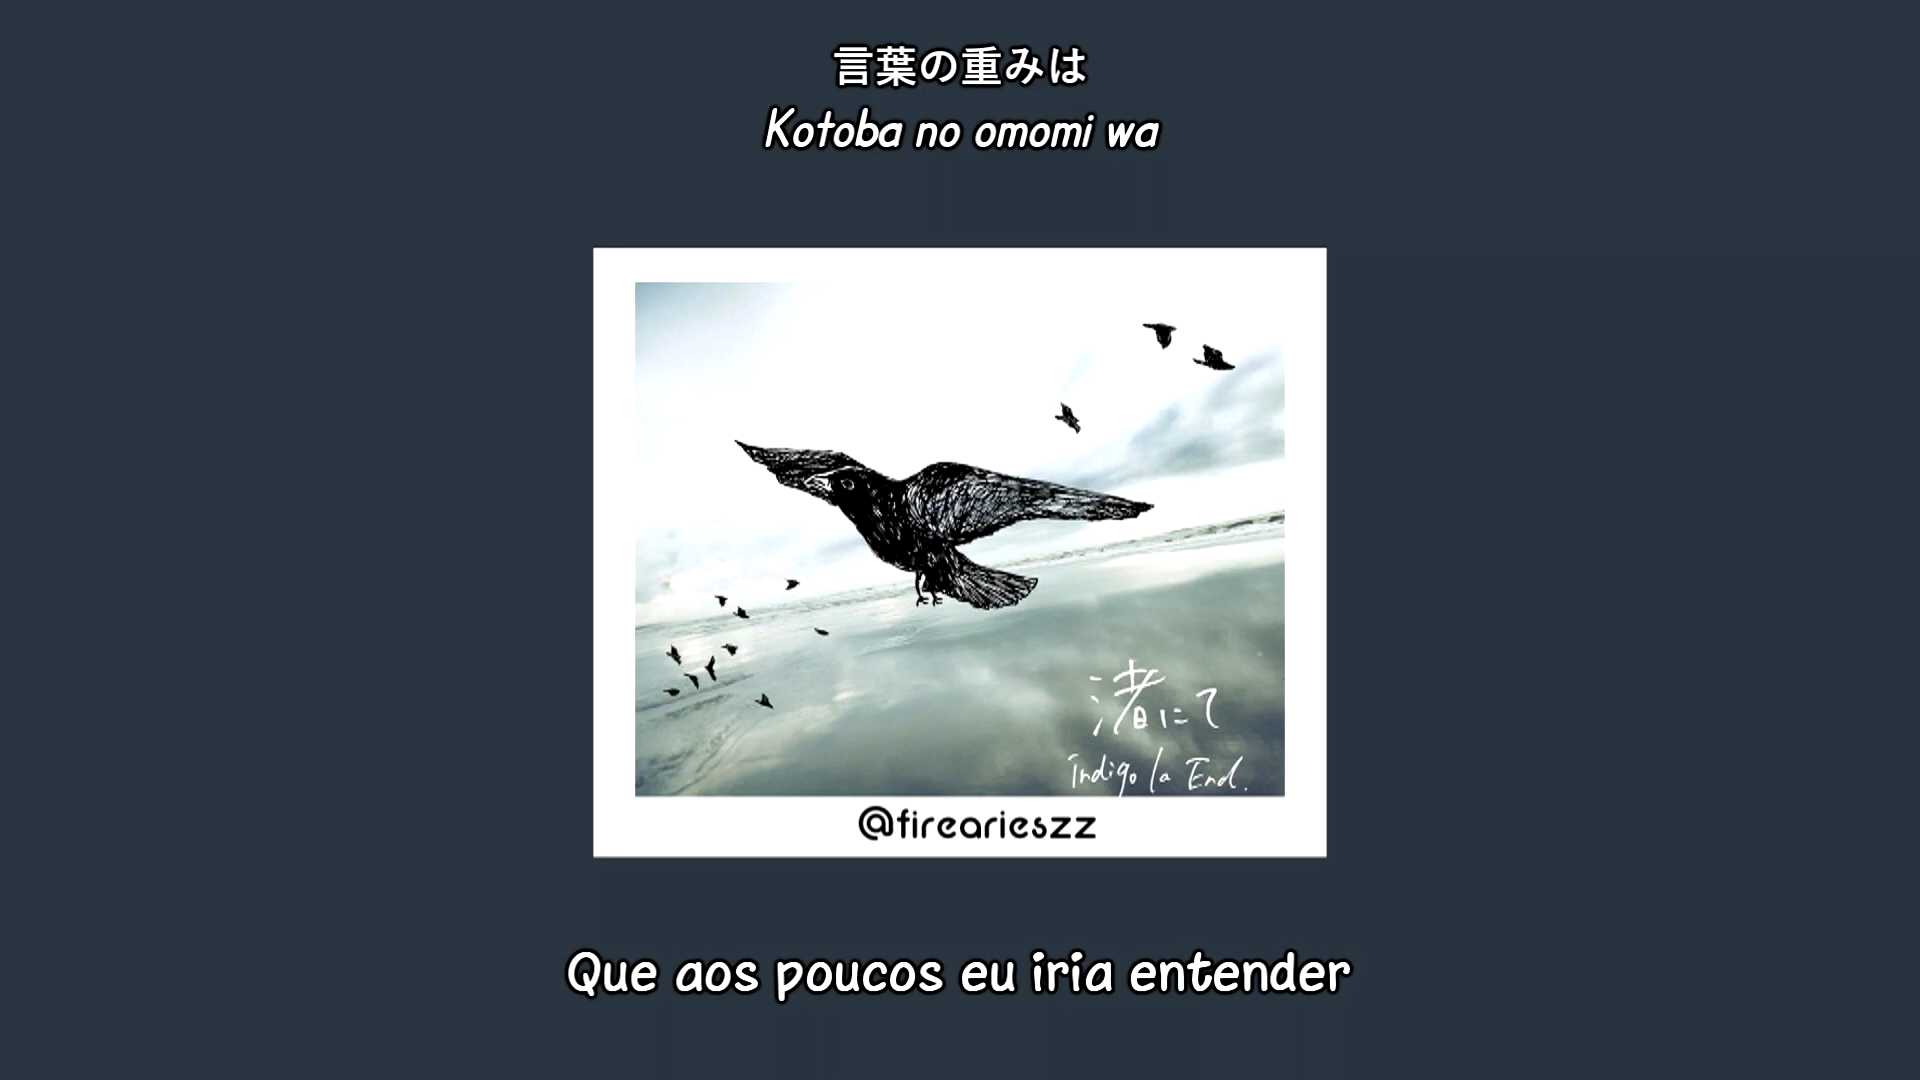 言葉の重みは
Kotoba no omomi wa
渚にて
indigo la End.
@firearieszz
Que aos poucos eu iria entender